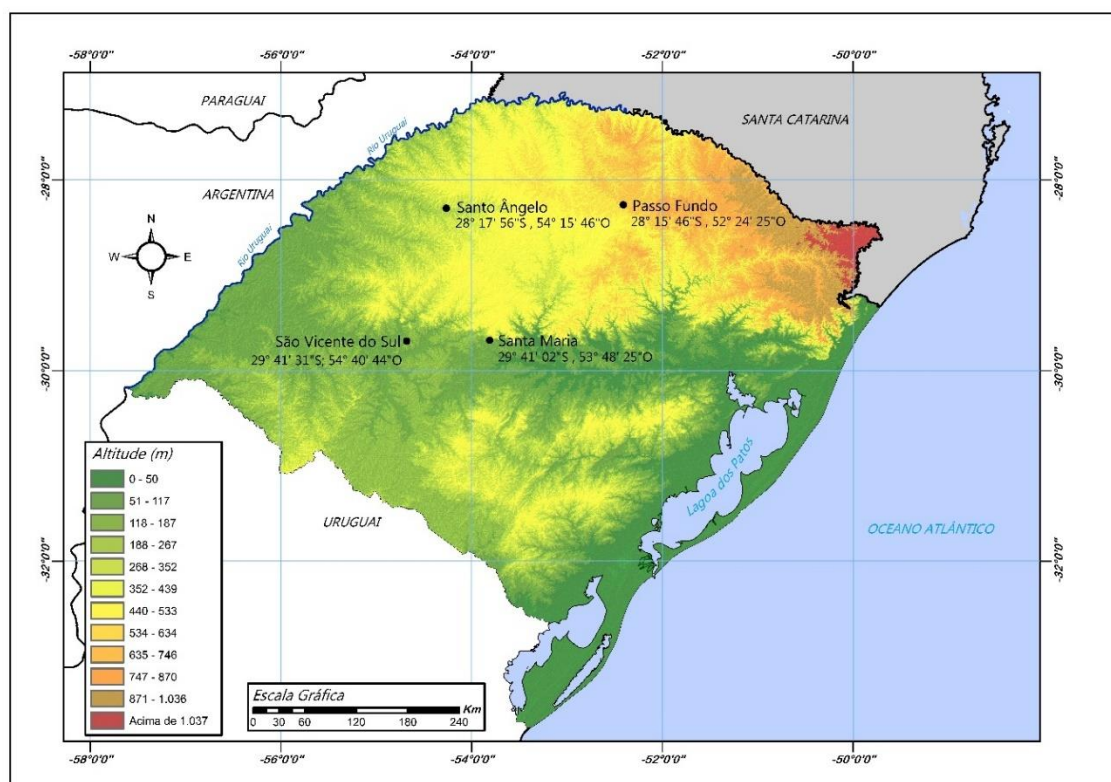 -58°0'0"
-56°0'0"
-54°0'0"
-52°0'0"
-50°0'0"
PARAGUAI
SANTA CATARINA
Rio Uruguai
-28°0'0"
-28°0'0"
ARGENTINA
Santo Ângelo
28° 17' 56"S , 54° 15' 46"O
Passo Fundo
28° 15' 46"S , 52° 24' 25"O
N
W E
S
Rio Uruguai
São Vicente do Sul
29° 41' 31"S; 54° 40' 44"O
Santa Maria
29° 41' 02"S , 53° 48' 25"O
-30°0'0"
-30°0'0"
Lagoa dos Patos
URUGUAI
OCEANO ATLÂNTICO
-32°0'0"
-32°0'0"
Altitude (m)
0 - 50
51 - 117
118 - 187
188 - 267
268 - 352
352 - 439
440 - 533
534 - 634
635 - 746
747 - 870
871 - 1.036
Acima de 1.037
Escala Gráfica
Km
0 30 60 120 180 240
-58°0'0"
-56°0'0"
-54°0'0"
-52°0'0"
-50°0'0"